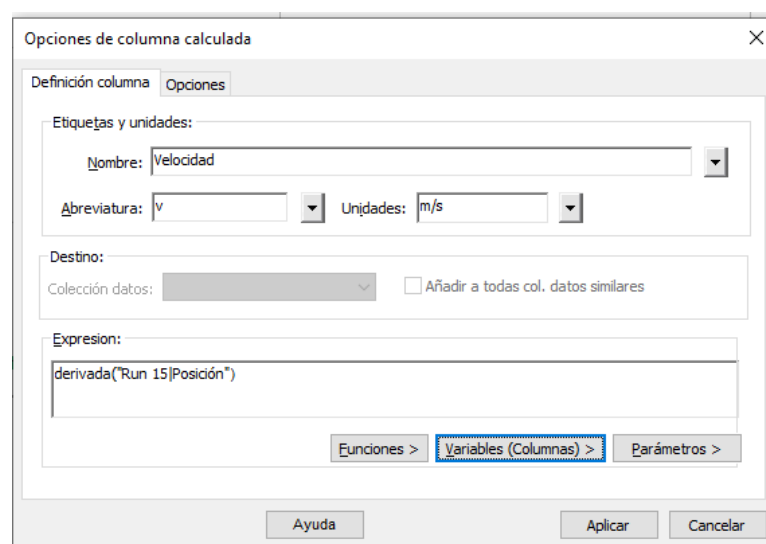 Opciones de columna calculada
Definición columna Opciones
Etiquetas y unidades:
Nombre: Velocidad
Abreviatura: v Unidades: m/s
Destino:
Colección datos: Añadir a todas col. datos similares
Expresion:
derivada("Run 15|Posición")
Funciones > Variables (Columnas) > Parámetros >
Ayuda Aplicar Cancelar